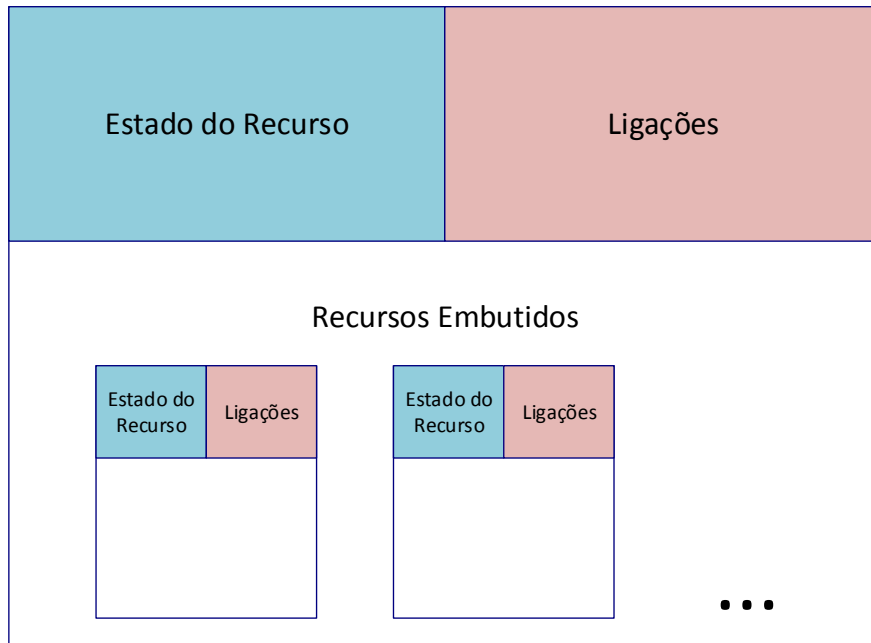 Estado do Recurso
Ligações
Recursos Embutidos
Estado do
Recurso
Ligações
Estado do
Recurso
Ligações
...